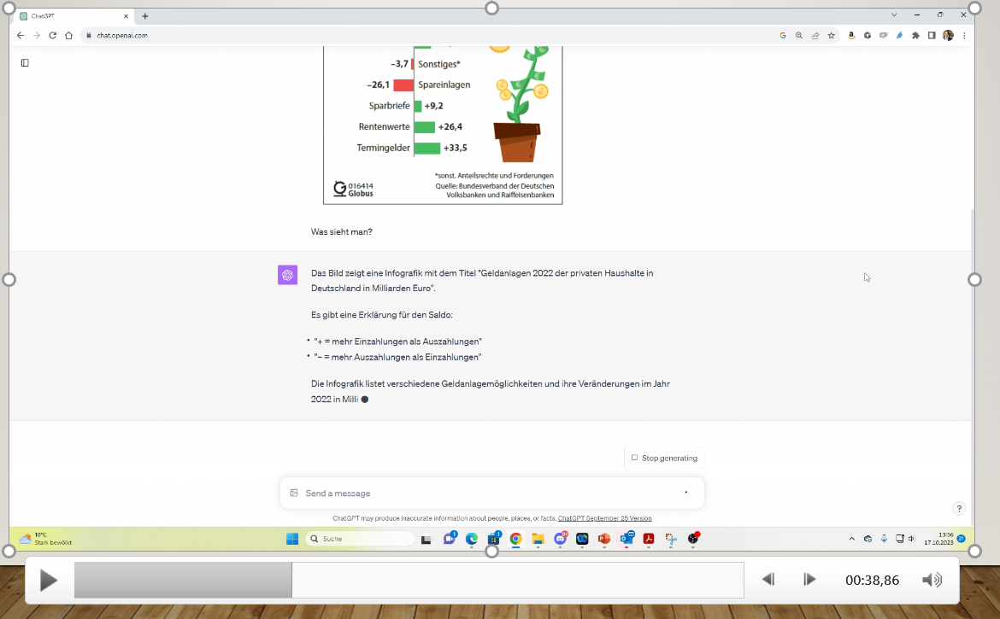 ChatGPT
chat.openai.com
–3,7 Sonstiges*
–26,1 Spareinlagen
Sparbriefe +9,2
Rentenwerte +26,4
Termingelder +33,5
*sonst. Anteilsrechte und Forderungen
Quelle: Bundesverband der Deutschen
Volksbanken und Raiffeisenbanken
016414
Globus
Was sieht man?
Das Bild zeigt eine Infografik mit dem Titel "Geldanlagen 2022 der privaten Haushalte in
Deutschland in Milliarden Euro".
Es gibt eine Erklärung für den Saldo:
• "+ = mehr Einzahlungen als Auszahlungen"
• "– = mehr Auszahlungen als Einzahlungen"
Die Infografik listet verschiedene Geldanlagemöglichkeiten und ihre Veränderungen im Jahr
2022 in Milli
Stop generating
Send a message
ChatGPT may produce inaccurate information about people, places, or facts. ChatGPT September 25 Version
?
10°C
Stark bewölkt
Suche
13:56
17.10.2023
00:38,86